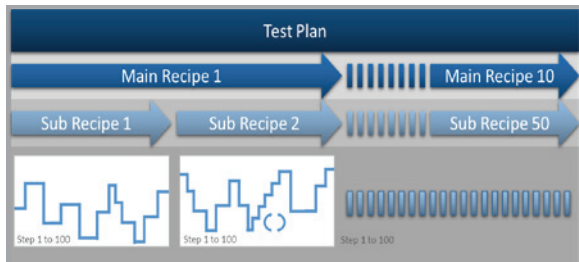 Test Plan
Main Recipe 1
Main Recipe 10
Sub Recipe 1
Sub Recipe 2
Sub Recipe 50
Step 1 to 100
Step 1 to 100
Step 1 to 100